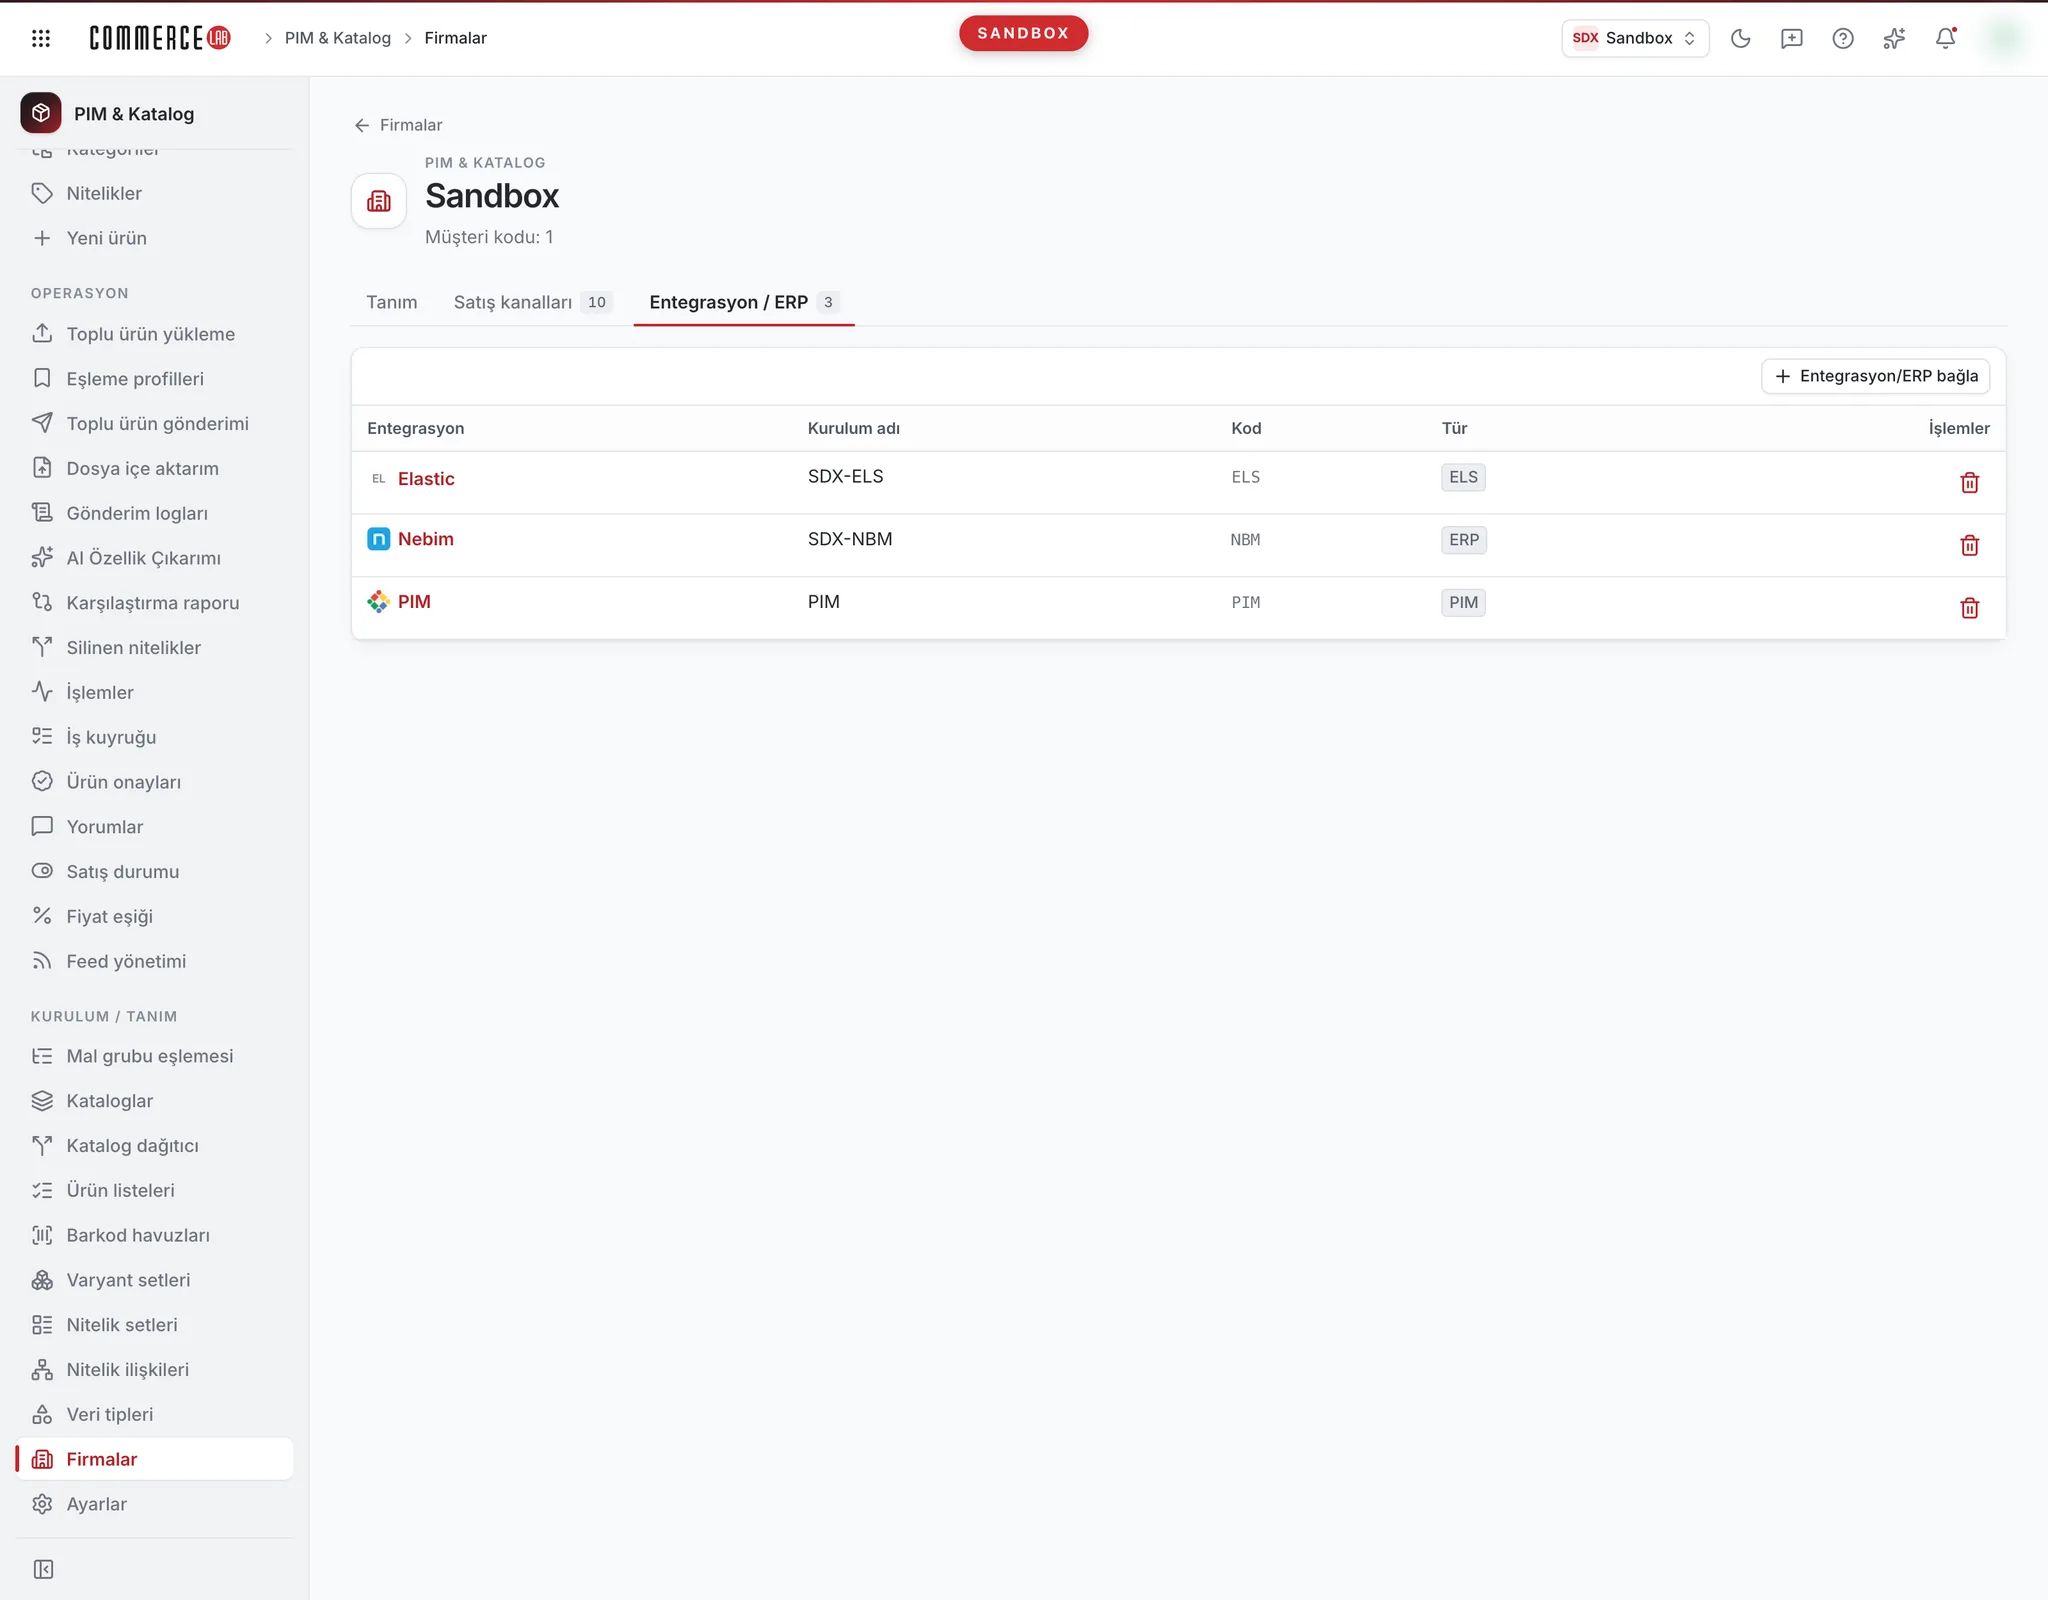 COMMERCE LAB
PIM & Katalog
Firmalar
SANDBOX
SDX Sandbox
PIM & Katalog
Kategoriler
Nitelikler
Yeni ürün
OPERASYON
Toplu ürün yükleme
Eşleme profilleri
Toplu ürün gönderimi
Dosya içe aktarım
Gönderim logları
AI Özellik Çıkarımı
Karşılaştırma raporu
Silinen nitelikler
İşlemler
İş kuyruğu
Ürün onayları
Yorumlar
Satış durumu
Fiyat eşiği
Feed yönetimi
KURULUM / TANIM
Mal grubu eşlemesi
Kataloglar
Katalog dağıtıcı
Ürün listeleri
Barkod havuzları
Varyant setleri
Nitelik setleri
Nitelik ilişkileri
Veri tipleri
Firmalar
Ayarlar
Firmalar
PIM & KATALOG
Sandbox
Müşteri kodu: 1
Tanım
Satış kanalları 10
Entegrasyon / ERP 3
Entegrasyon/ERP bağla
Entegrasyon Kurulum adı Kod Tür İşlemler
EL Elastic SDX-ELS ELS ELS
n Nebim SDX-NBM NBM ERP
PIM PIM PIM PIM